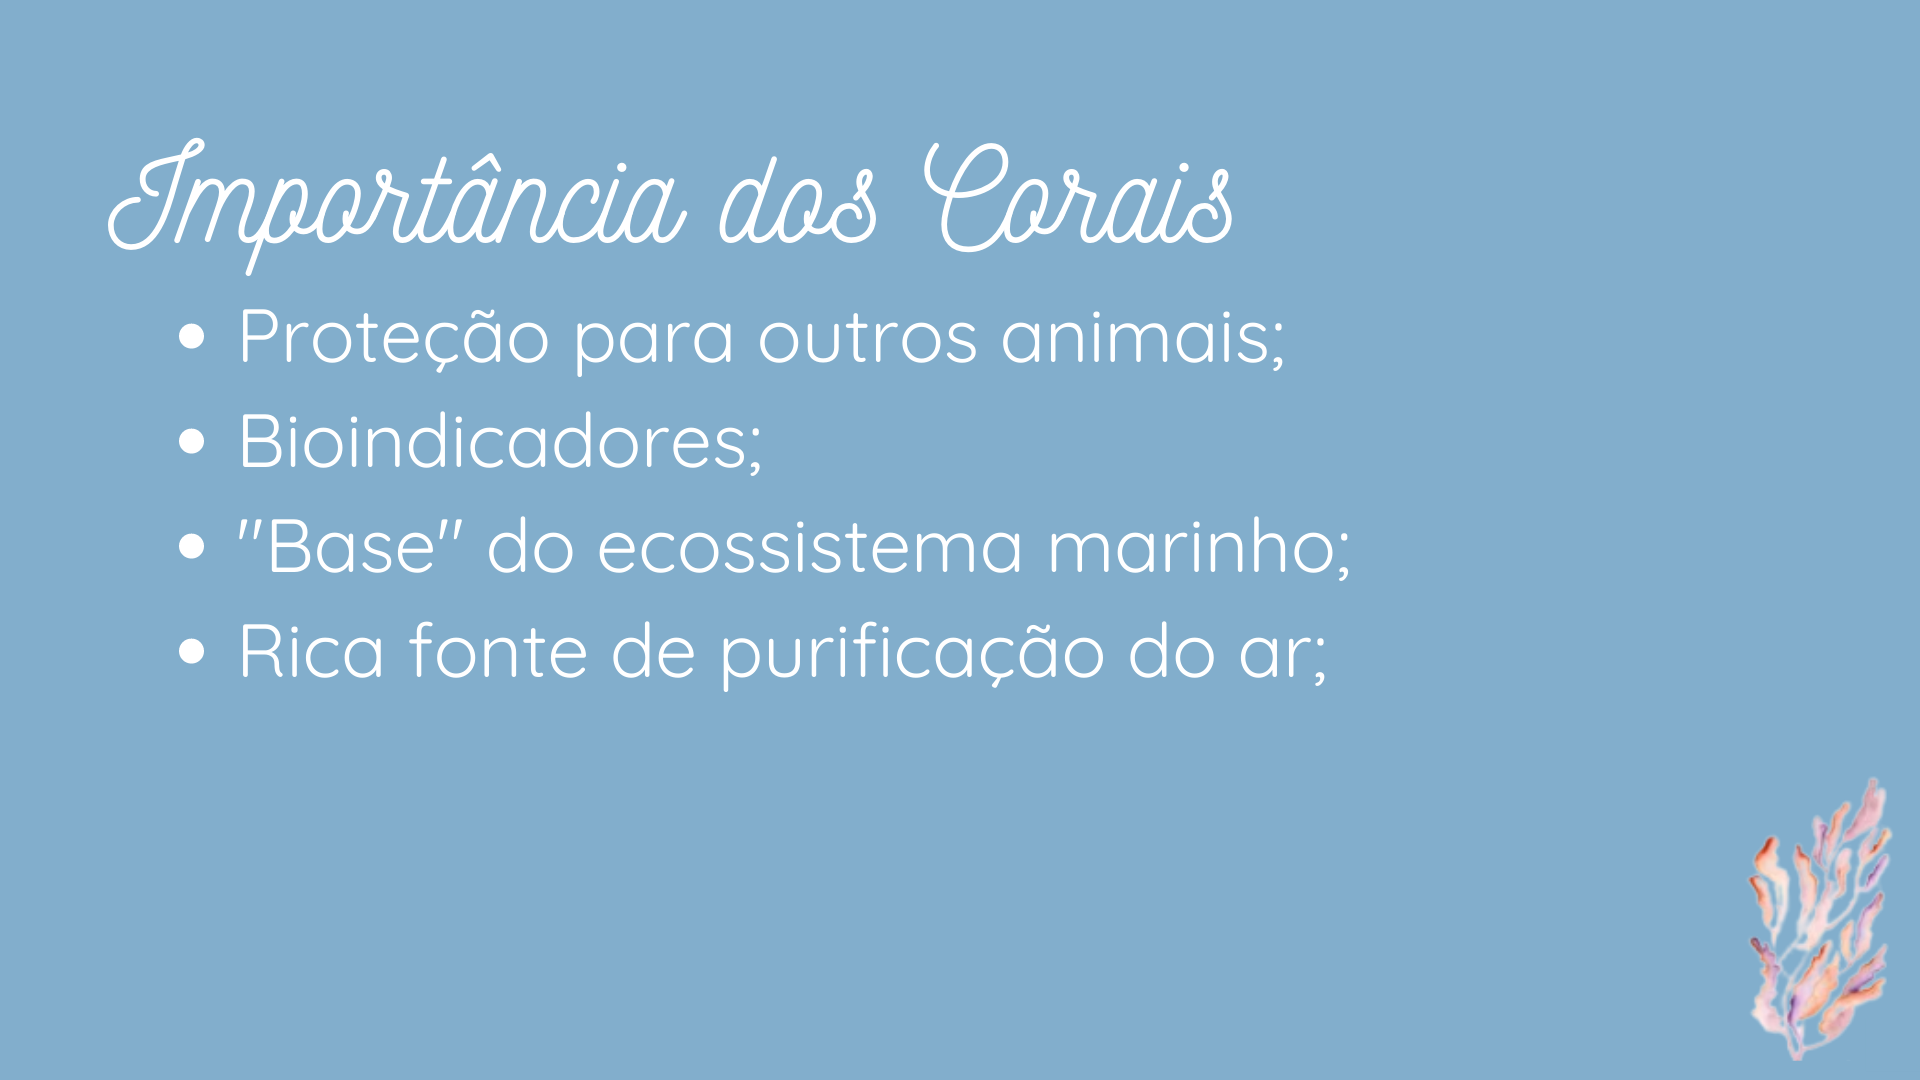 Importância dos Corais
• Proteção para outros animais;
• Bioindicadores;
• "Base" do ecossistema marinho;
• Rica fonte de purificação do ar;